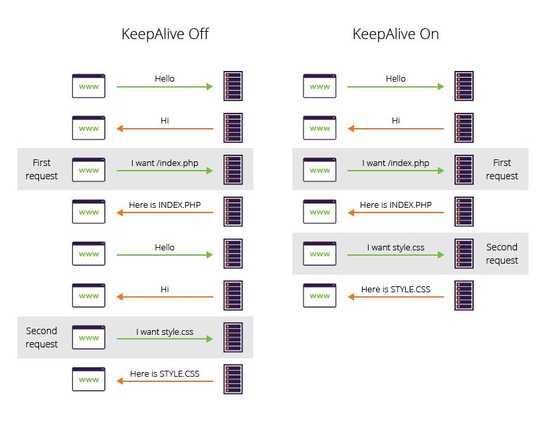 KeepAlive Off
www
Hello
www
Hi
First
request
www
I want /index.php
www
Here is INDEX.PHP
www
Hello
www
Hi
Second
request
www
I want style.css
www
Here is STYLE.CSS
KeepAlive On
www
Hello
www
Hi
www
I want /index.php
First
request
www
Here is INDEX.PHP
www
I want style.css
Second
request
www
Here is STYLE.CSS